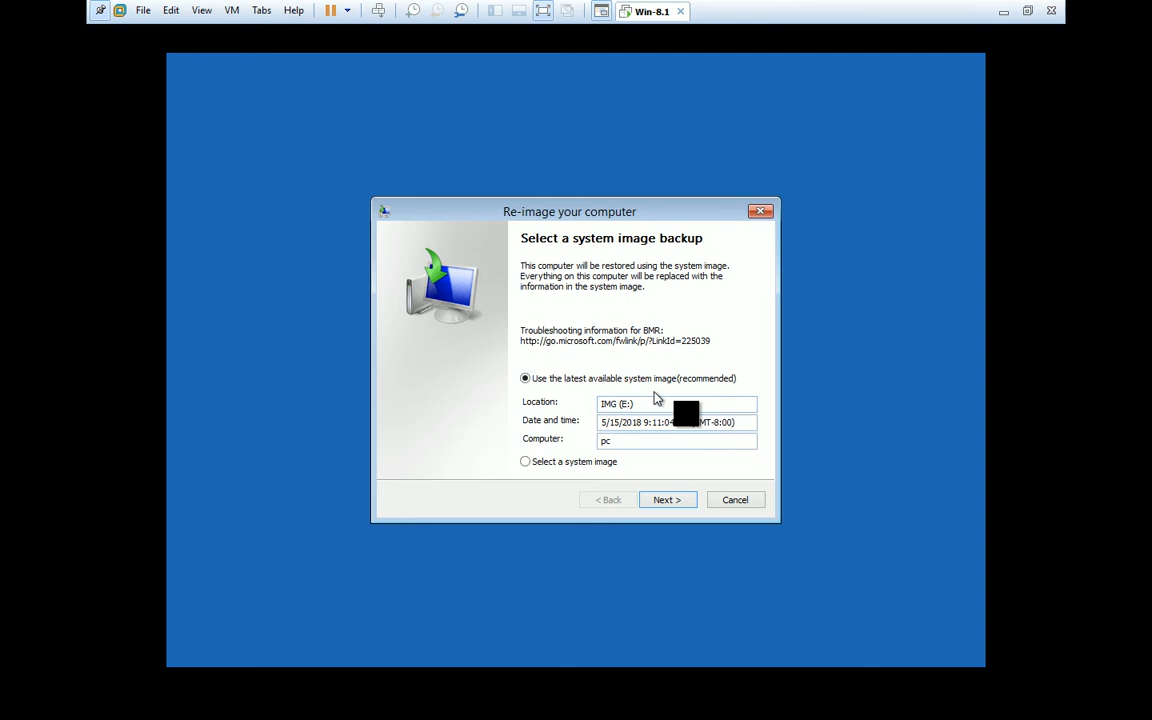 File Edit View VM Tabs Help Win-8.1
Re-image your computer
Select a system image backup
This computer will be restored using the system image.
Everything on this computer will be replaced with the
information in the system image.
Troubleshooting information for BMR:
http://go.microsoft.com/fwlink/p/?LinkId=225039
Use the latest available system image(recommended)
Location: IMG (E:)
Date and time: 5/15/2018 9:11:04 MT-8:00)
Computer: pc
Select a system image
< Back Next > Cancel